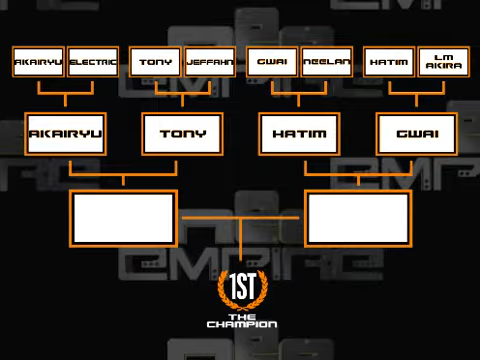 AKAIRYU
ELECTRIC
TONY
JEFFAHN
GWAI
NEELAN
HATIM
LM
AKIRA
AKAIRYU
TONY
HATIM
GWAI
EMPIRE
1ST
THE
CHAMPION